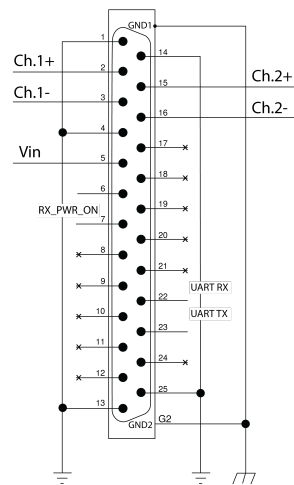 GND1
1
14
Ch.1+
2
15
Ch.2+
Ch.1-
3
16
Ch.2-
4
17
Vin
5
18
6
19
RX_PWR_ON
7
20
8
21
9
UART RX
22
10
UART TX
23
11
24
12
25
13
GND2
G2